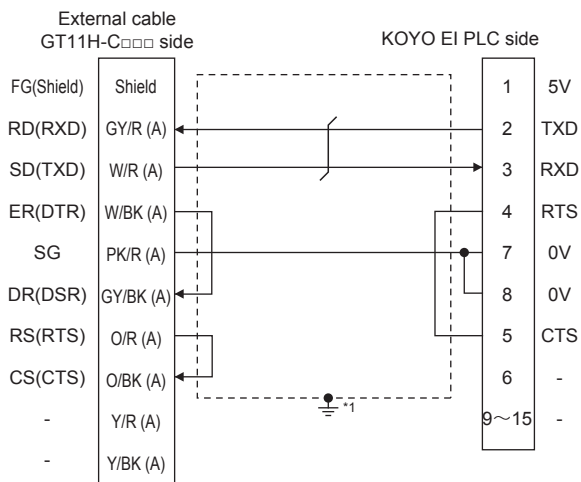 External cable
GT11H-C□□□ side
KOYO EI PLC side
FG(Shield) Shield 1 5V
RD(RXD) GY/R (A) 2 TXD
SD(TXD) W/R (A) 3 RXD
ER(DTR) W/BK (A) 4 RTS
SG PK/R (A) 7 0V
DR(DSR) GY/BK (A) 8 0V
RS(RTS) O/R (A) 5 CTS
CS(CTS) O/BK (A) 6 -
*1
- Y/R (A) 9～15 -
- Y/BK (A)